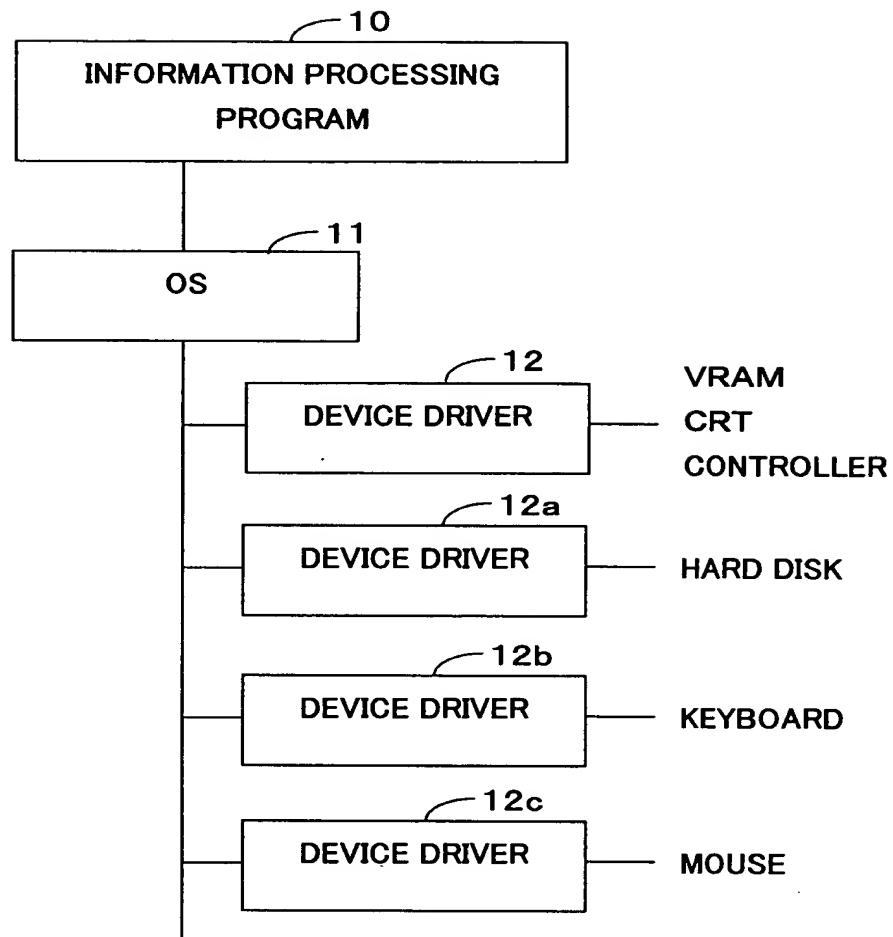 10
INFORMATION PROCESSING
PROGRAM
11
OS
12
DEVICE DRIVER
VRAM
CRT
CONTROLLER
12a
DEVICE DRIVER
HARD DISK
12b
DEVICE DRIVER
KEYBOARD
12c
DEVICE DRIVER
MOUSE